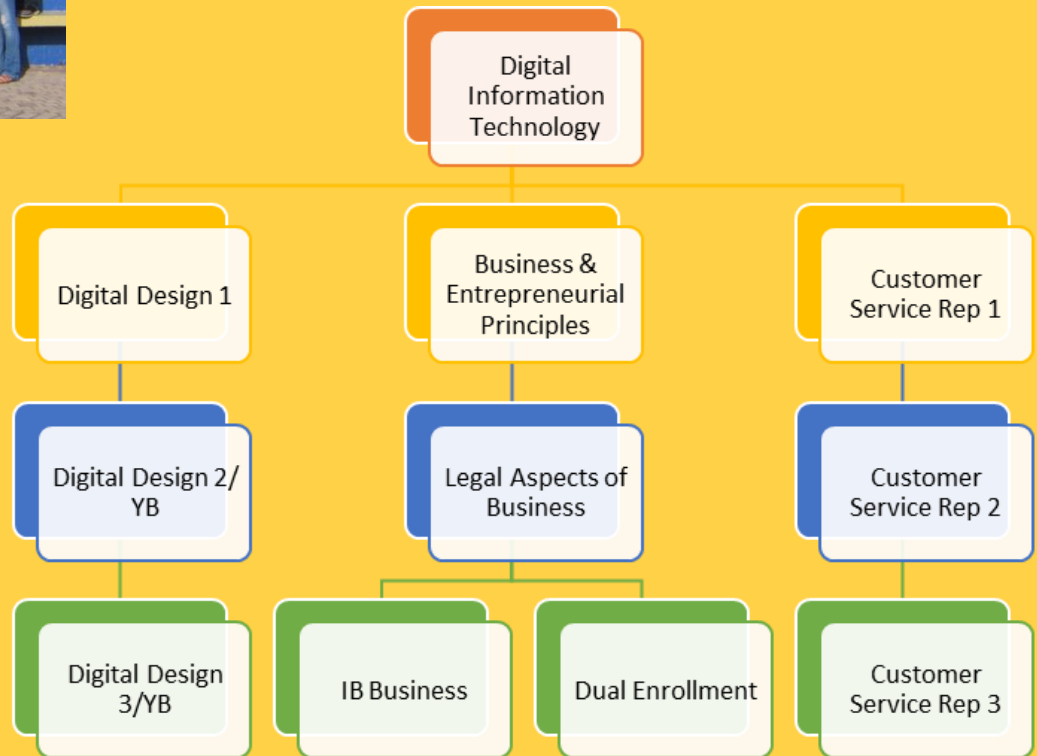 Digital
Information
Technology
Digital Design 1
Business &
Entrepreneurial
Principles
Customer
Service Rep 1
Digital Design 2/
YB
Legal Aspects of
Business
Customer
Service Rep 2
Digital Design
3/YB
IB Business
Dual Enrollment
Customer
Service Rep 3